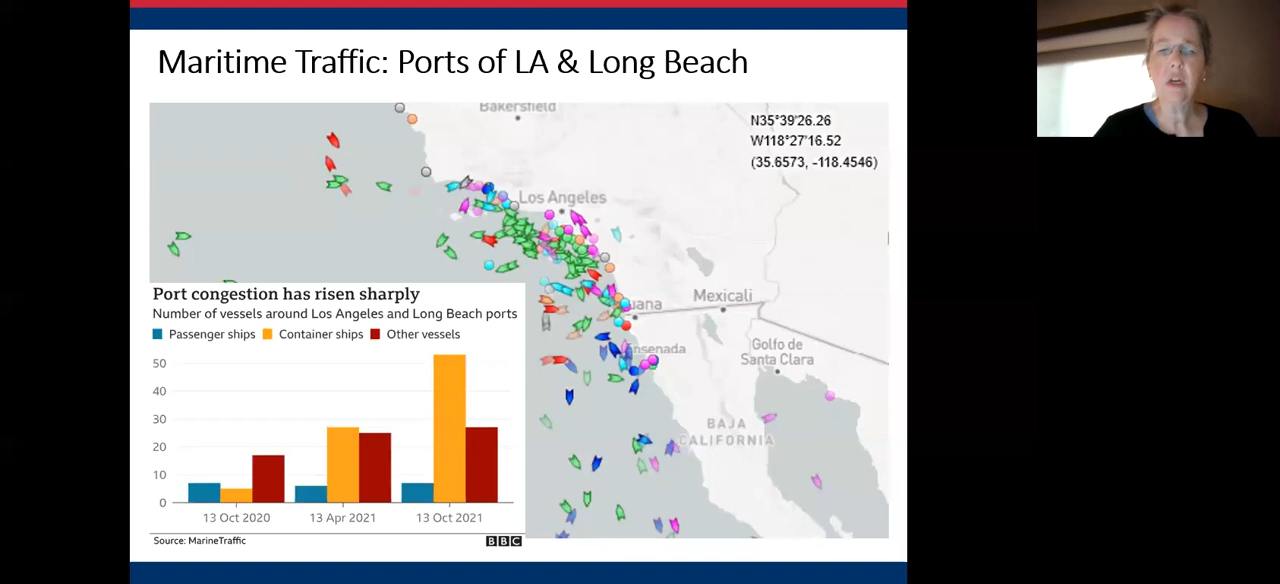 Maritime Traffic: Ports of LA & Long Beach
Bakersfield
N35°39'26.26
W118°27'16.52
(35.6573, -118.4546)
Los Angeles
Mexicali
uana
Ensenada
Golfo de
Santa Clara
BAJA
CALIFORNIA
Port congestion has risen sharply
Number of vessels around Los Angeles and Long Beach ports
Passenger ships Container ships Other vessels
50
40
30
20
10
0
13 Oct 2020 13 Apr 2021 13 Oct 2021
Source: MarineTraffic BBC